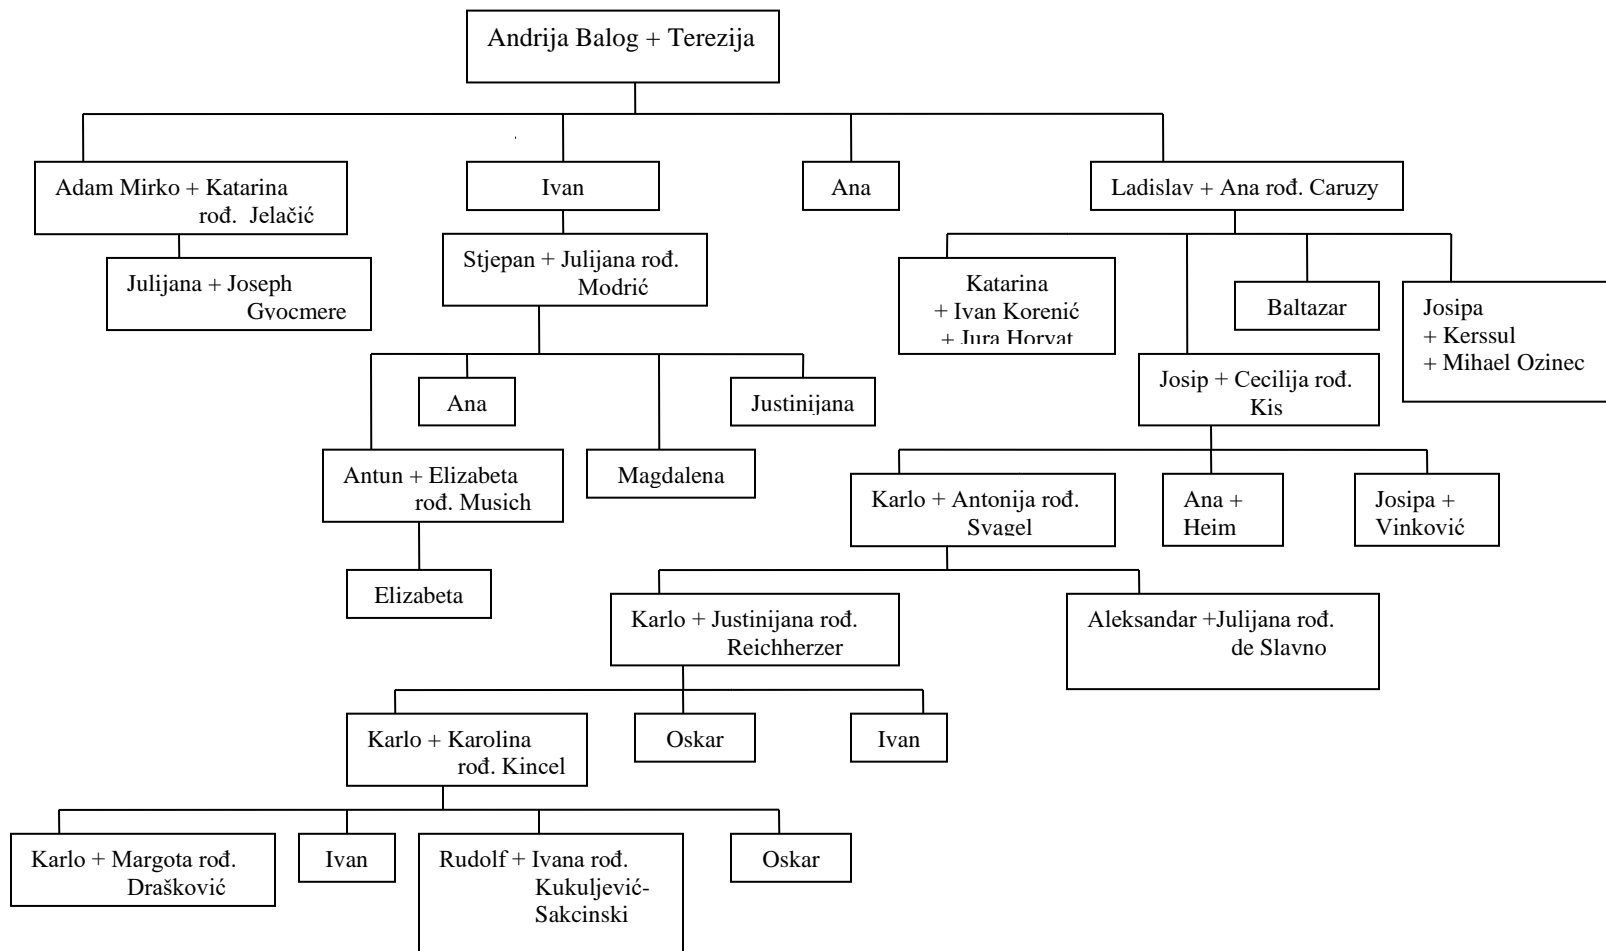 Andrija Balog + Terezija
Adam Mirko + Katarina
rođ. Jelačić
Ivan
Ana
Ladislav + Ana rođ. Caruzy
Julijana + Joseph
Gvocmere
Stjepan + Julijana rođ.
Modrić
Katarina
+ Ivan Korenić
+ Jura Horvat
Baltazar
Josipa
+ Kerssul
+ Mihael Ozinec
Josip + Cecilija rođ.
Kis
Ana
Justinijana
Antun + Elizabeta
rođ. Musich
Magdalena
Karlo + Antonija rođ.
Svagel
Ana +
Heim
Josipa +
Vinković
Elizabeta
Karlo + Justinijana rođ.
Reichherzer
Aleksandar +Julijana rođ.
de Slavno
Karlo + Karolina
rođ. Kincel
Oskar
Ivan
Karlo + Margota rođ.
Drašković
Ivan
Rudolf + Ivana rođ.
Kukuljević-
Sakcinski
Oskar